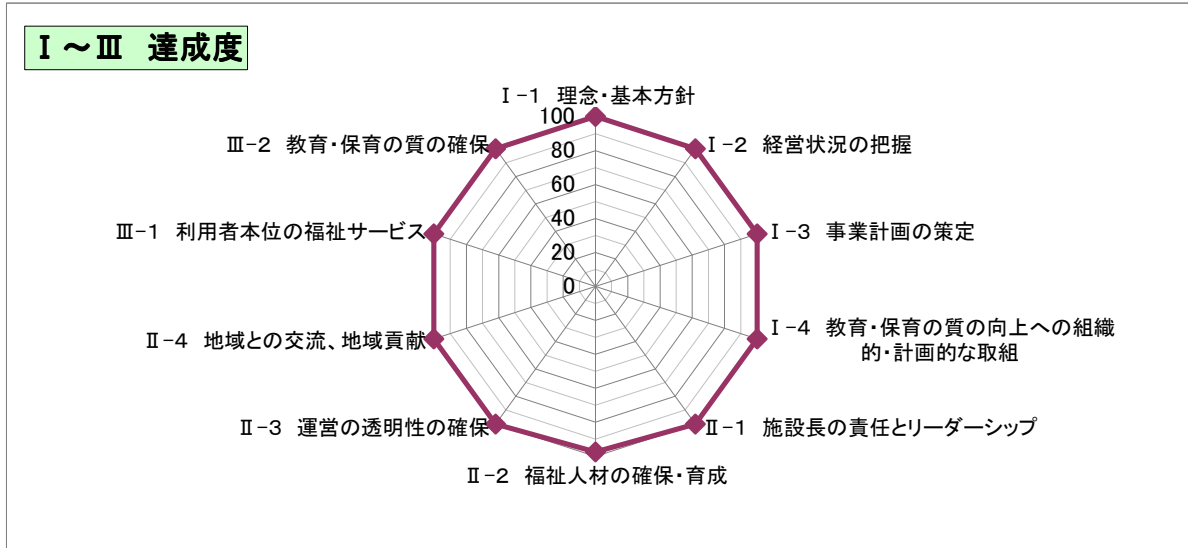 Ⅰ～Ⅲ 達成度
Ⅰ-1 理念・基本方針
100
80
60
40
20
0
Ⅰ-2 経営状況の把握
Ⅰ-3 事業計画の策定
Ⅰ-4 教育・保育の質の向上への組織
的・計画的な取組
Ⅱ-1 施設長の責任とリーダーシップ
Ⅱ-2 福祉人材の確保・育成
Ⅱ-3 運営の透明性の確保
Ⅱ-4 地域との交流、地域貢献
Ⅲ-1 利用者本位の福祉サービス
Ⅲ-2 教育・保育の質の確保